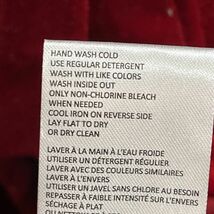 HAND WASH COLD
USE REGULAR DETERGENT
WASH WITH LIKE COLORS
WASH INSIDE OUT
ONLY NON-CHLORINE BLEACH
WHEN NEEDED
COOL IRON ON REVERSE SIDE
LAY FLAT TO DRY
OR DRY CLEAN
LAVER À LA MAIN À L'EAU FROIDE
UTILISER UN DÉTERGENT RÉGULIER
LAVER AVEC DES COULEURS SIMILAIRES
LAVER À L'ENVERS
UTILISER UN JAVEL SANS CHLORE AU BESOIN
REPASSER À FAIBLE INTENSITÉ SUR L'ENVERS
SÉCHAGE À PLAT
OU NETTOYER À